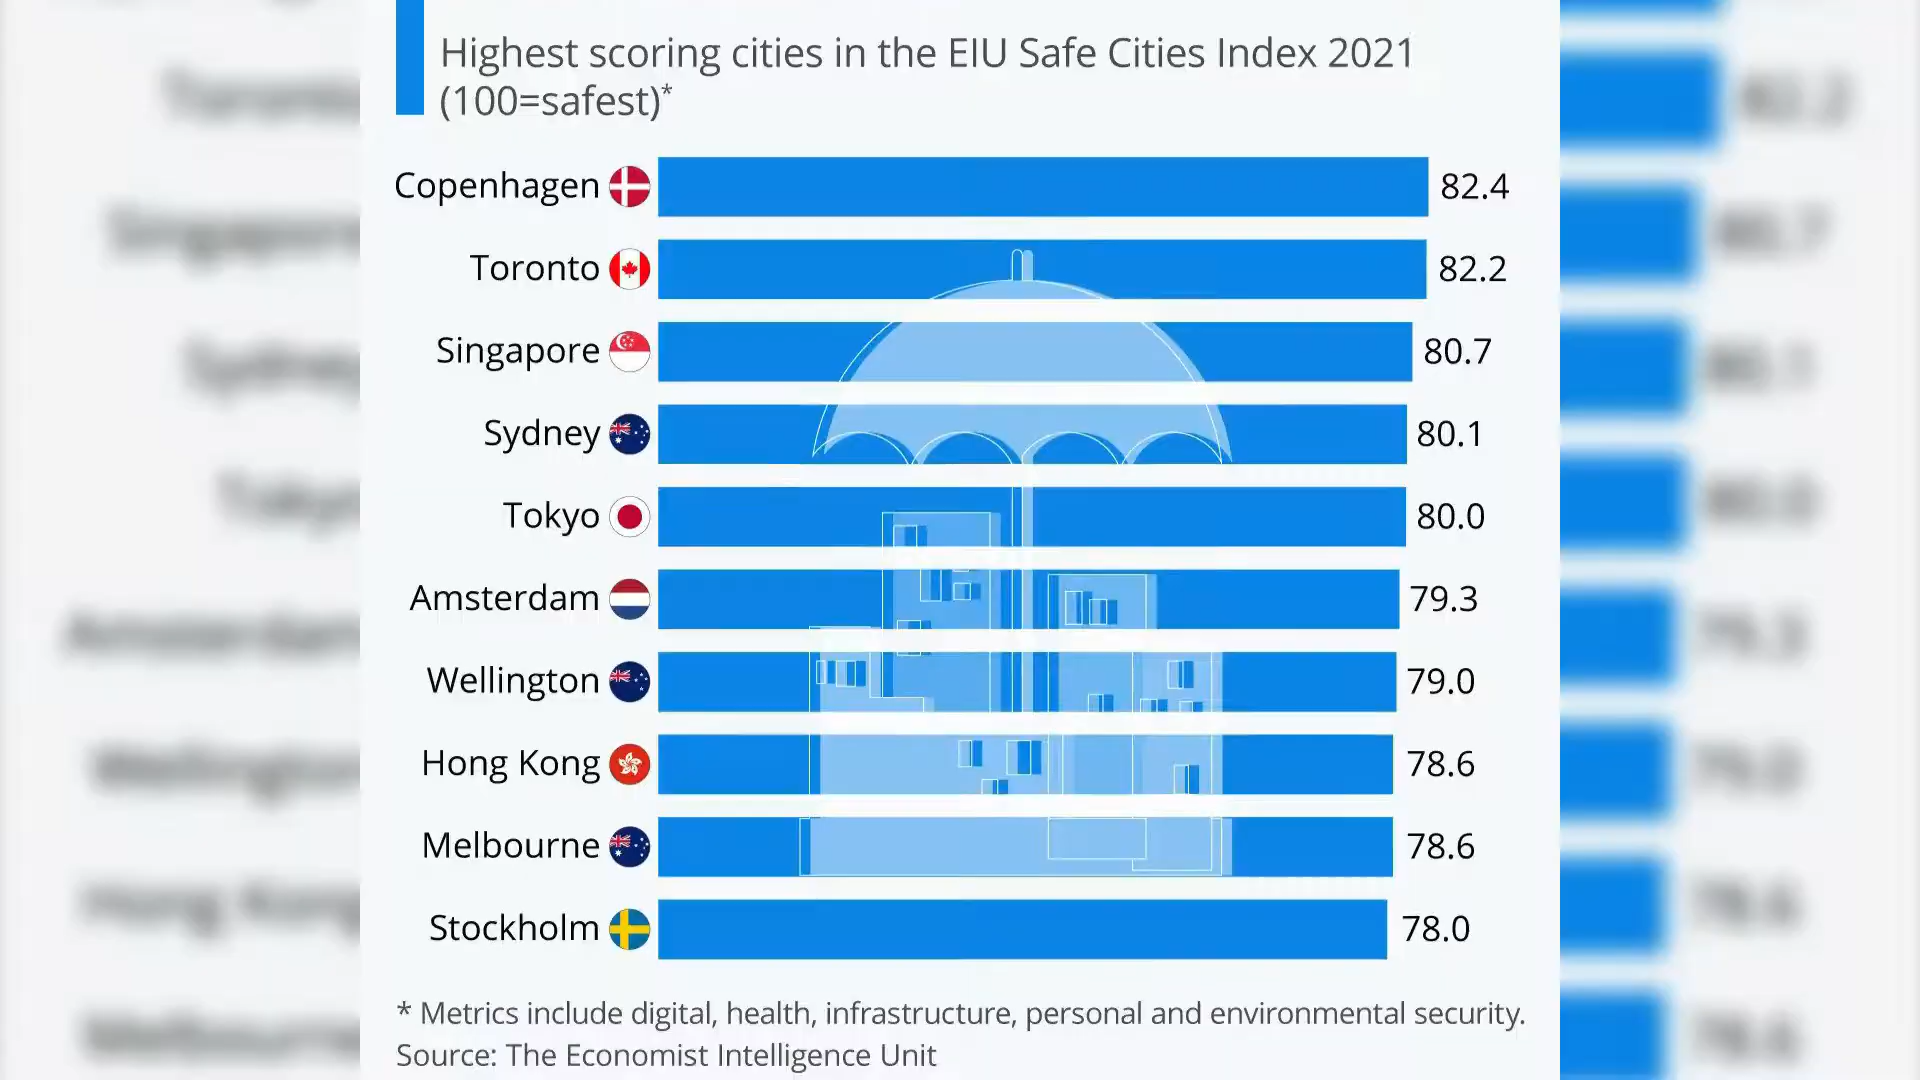 Highest scoring cities in the EIU Safe Cities Index 2021
(100=safest)*
Copenhagen 82.4
Toronto 82.2
Singapore 80.7
Sydney 80.1
Tokyo 80.0
Amsterdam 79.3
Wellington 79.0
Hong Kong 78.6
Melbourne 78.6
Stockholm 78.0
* Metrics include digital, health, infrastructure, personal and environmental security.
Source: The Economist Intelligence Unit